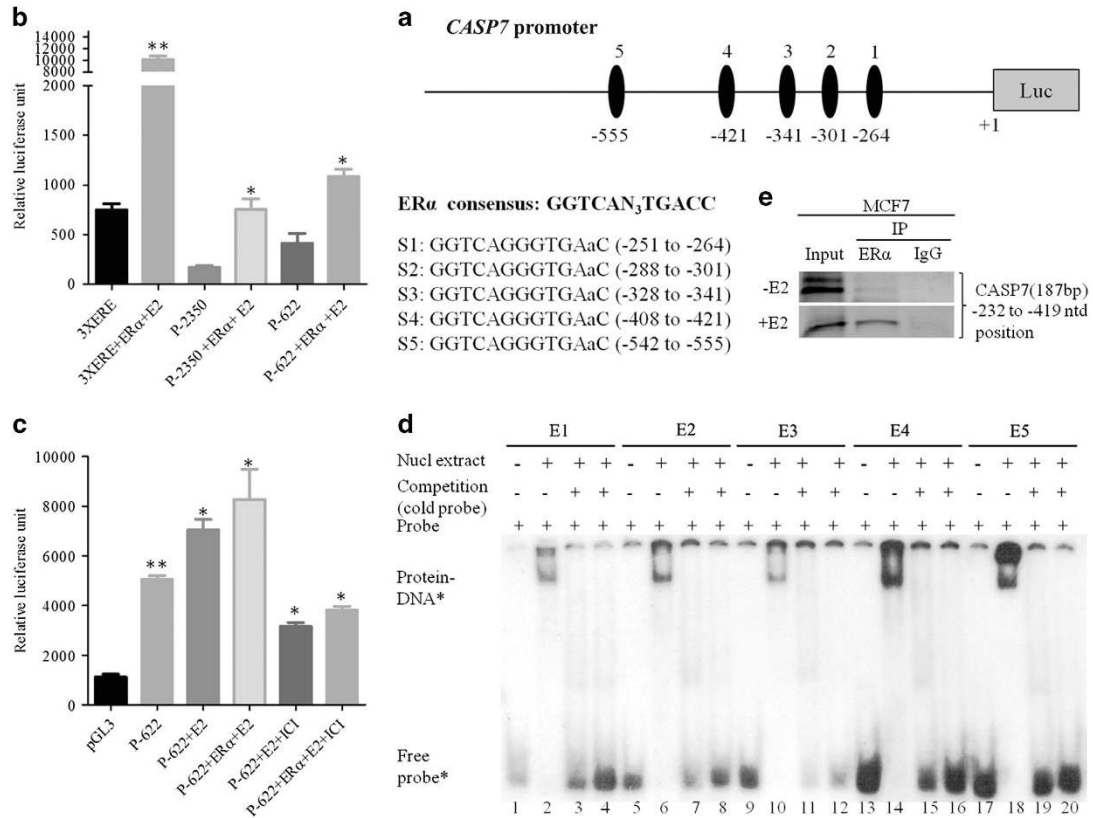 b
14000
12000
10000
8000
2000
1500
1000
500
0
Relative luciferase unit
**
*
*
3XERE
3XERE+ERα+E2
P-2350
P-2350 +ERα+ E2
P-622
P-622 +ERα +E2
a
CASP7 promoter
5 4 3 2 1
Luc
-555 -421 -341 -301 -264 +1
ERα consensus: GGTCAN3TGACC
S1: GGTCAGGGTGAaC (-251 to -264)
S2: GGTCAGGGTGAaC (-288 to -301)
S3: GGTCAGGGTGAaC (-328 to -341)
S4: GGTCAGGGTGAaC (-408 to -421)
S5: GGTCAGGGTGAaC (-542 to -555)
e
MCF7
IP
Input ERα IgG
-E2
+E2
CASP7(187bp)
-232 to -419 ntd
position
c
10000
8000
6000
4000
2000
0
Relative luciferase unit
**
*
*
*
*
pGL3
P-622
P-622+E2
P-622+ERα+E2
P-622+E2+ICI
P-622+ERα+E2+ICI
d
E1 E2 E3 E4 E5
Nucl extract - + + + - + + + - + + + - + + + - + + +
Competition - - + + - - + + - - + + - - + + - - + +
(cold probe)
Probe + + + + + + + + + + + + + + + + + + + +
Protein-
DNA*
Free
probe*
1 2 3 4 5 6 7 8 9 10 11 12 13 14 15 16 17 18 19 20